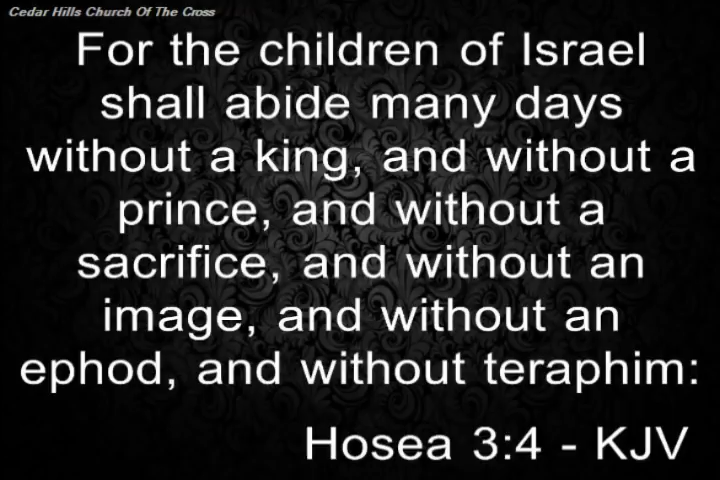 Cedar Hills Church Of The Cross
For the children of Israel
shall abide many days
without a king, and without a
prince, and without a
sacrifice, and without an
image, and without an
ephod, and without teraphim:
Hosea 3:4 - KJV